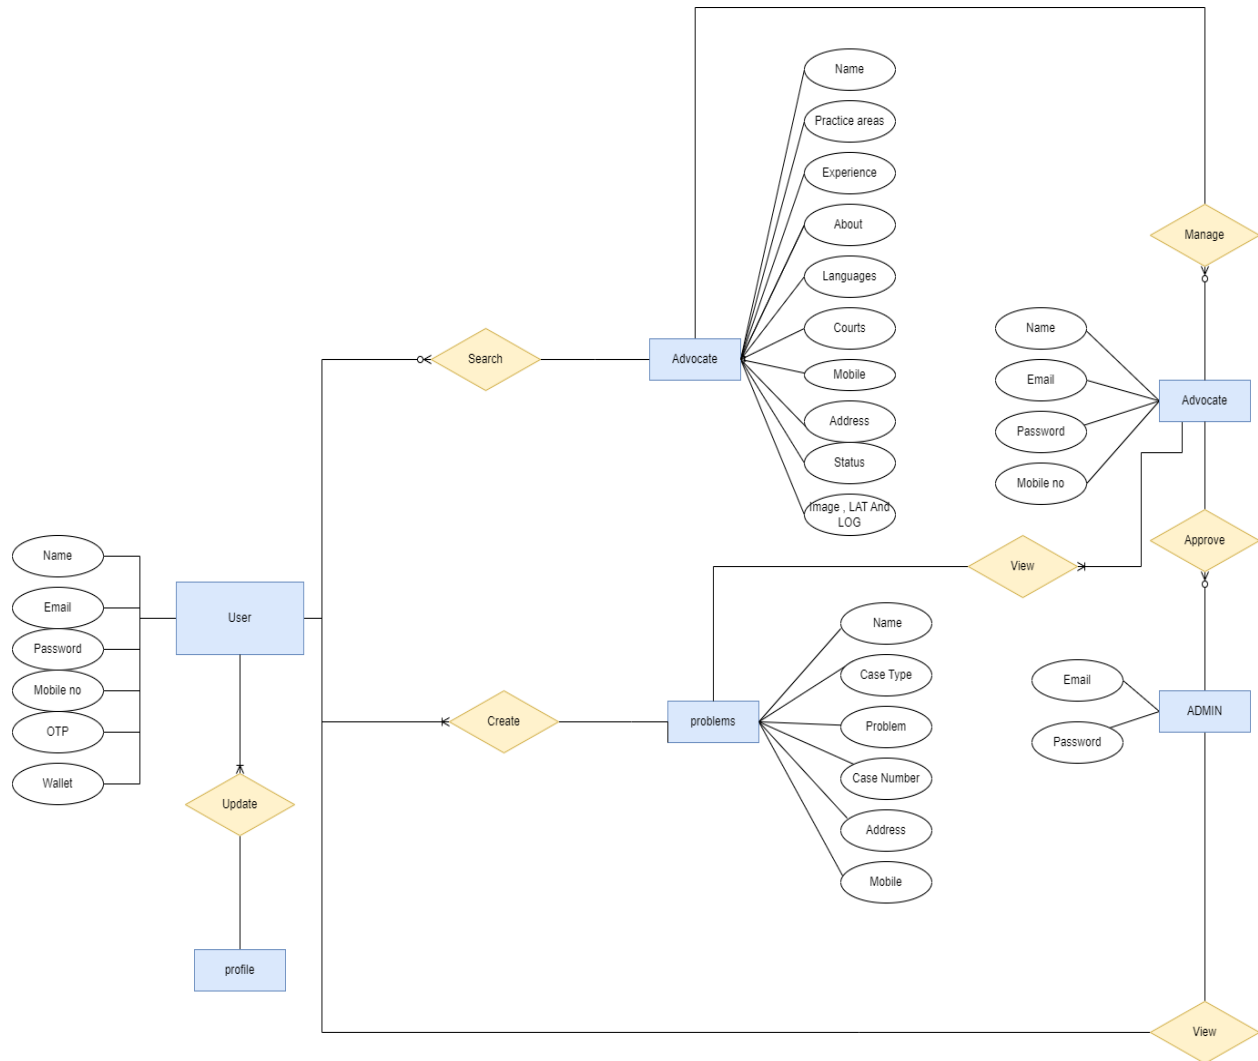 Name
Practice areas
Experience
About
Languages
Courts
Mobile
Address
Status
Image , LAT And
LOG
Search
Advocate
Manage
Name
Email
Password
Mobile no
Advocate
Approve
View
Name
Email
Password
Mobile no
OTP
Wallet
User
Update
profile
Create
problems
Name
Case Type
Problem
Case Number
Address
Mobile
Email
Password
ADMIN
View